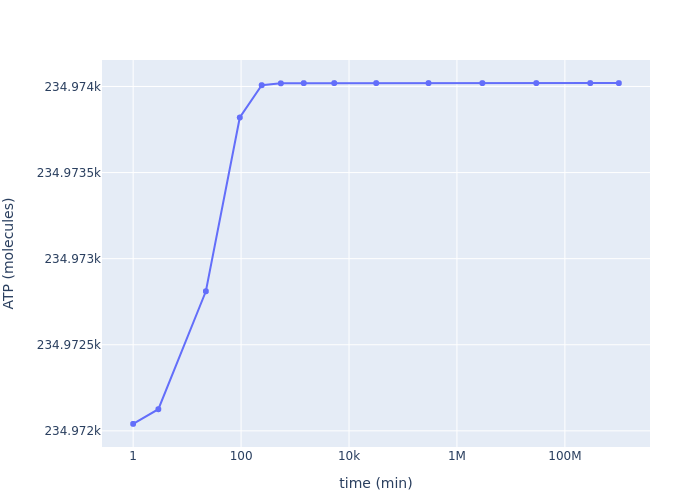 234.974k
234.9735k
234.973k
234.9725k
234.972k
ATP (molecules)
1
100
10k
1M
100M
time (min)